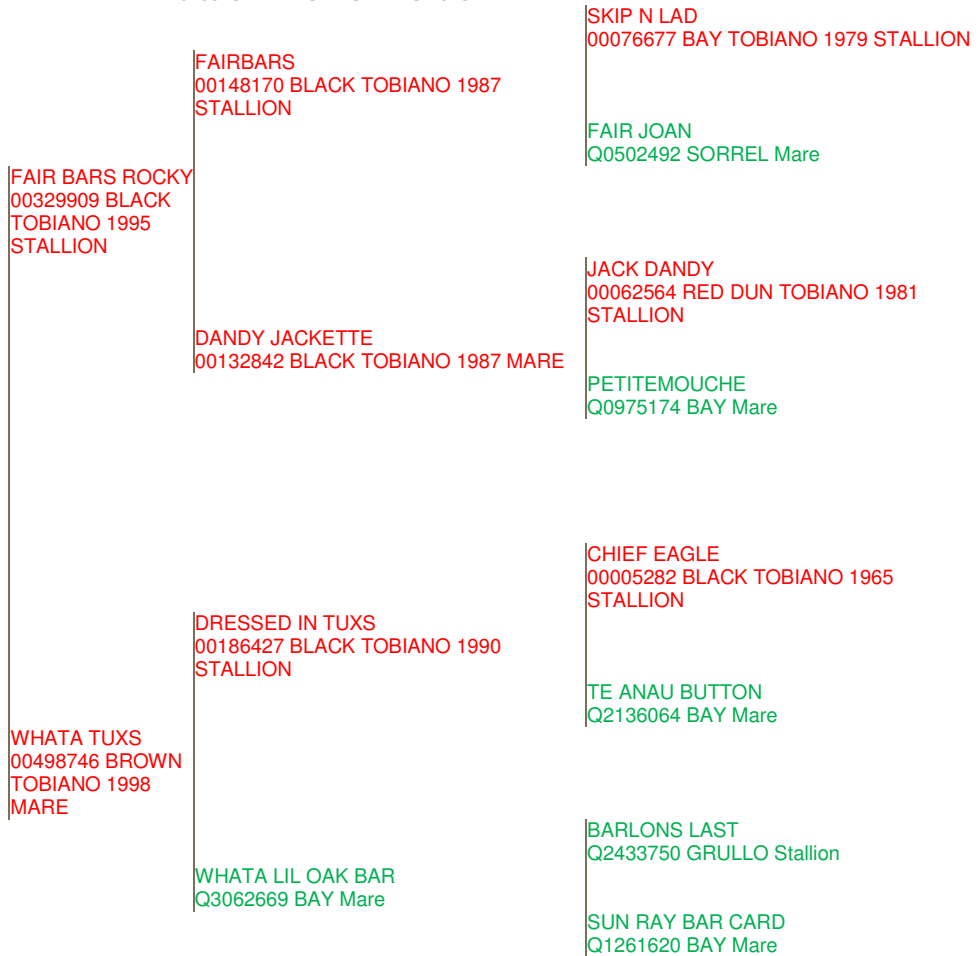 SKIP N LAD
00076677 BAY TOBIANO 1979 STALLION
FAIRBARS
00148170 BLACK TOBIANO 1987
STALLION
FAIR JOAN
Q0502492 SORREL Mare
FAIR BARS ROCKY
00329909 BLACK
TOBIANO 1995
STALLION
JACK DANDY
00062564 RED DUN TOBIANO 1981
STALLION
DANDY JACKETTE
00132842 BLACK TOBIANO 1987 MARE
PETITEMOUCHE
Q0975174 BAY Mare
CHIEF EAGLE
00005282 BLACK TOBIANO 1965
STALLION
DRESSED IN TUXS
00186427 BLACK TOBIANO 1990
STALLION
TE ANAU BUTTON
Q2136064 BAY Mare
WHATA TUXS
00498746 BROWN
TOBIANO 1998
MARE
BARLONS LAST
Q2433750 GRULLO Stallion
WHATA LIL OAK BAR
Q3062669 BAY Mare
SUN RAY BAR CARD
Q1261620 BAY Mare